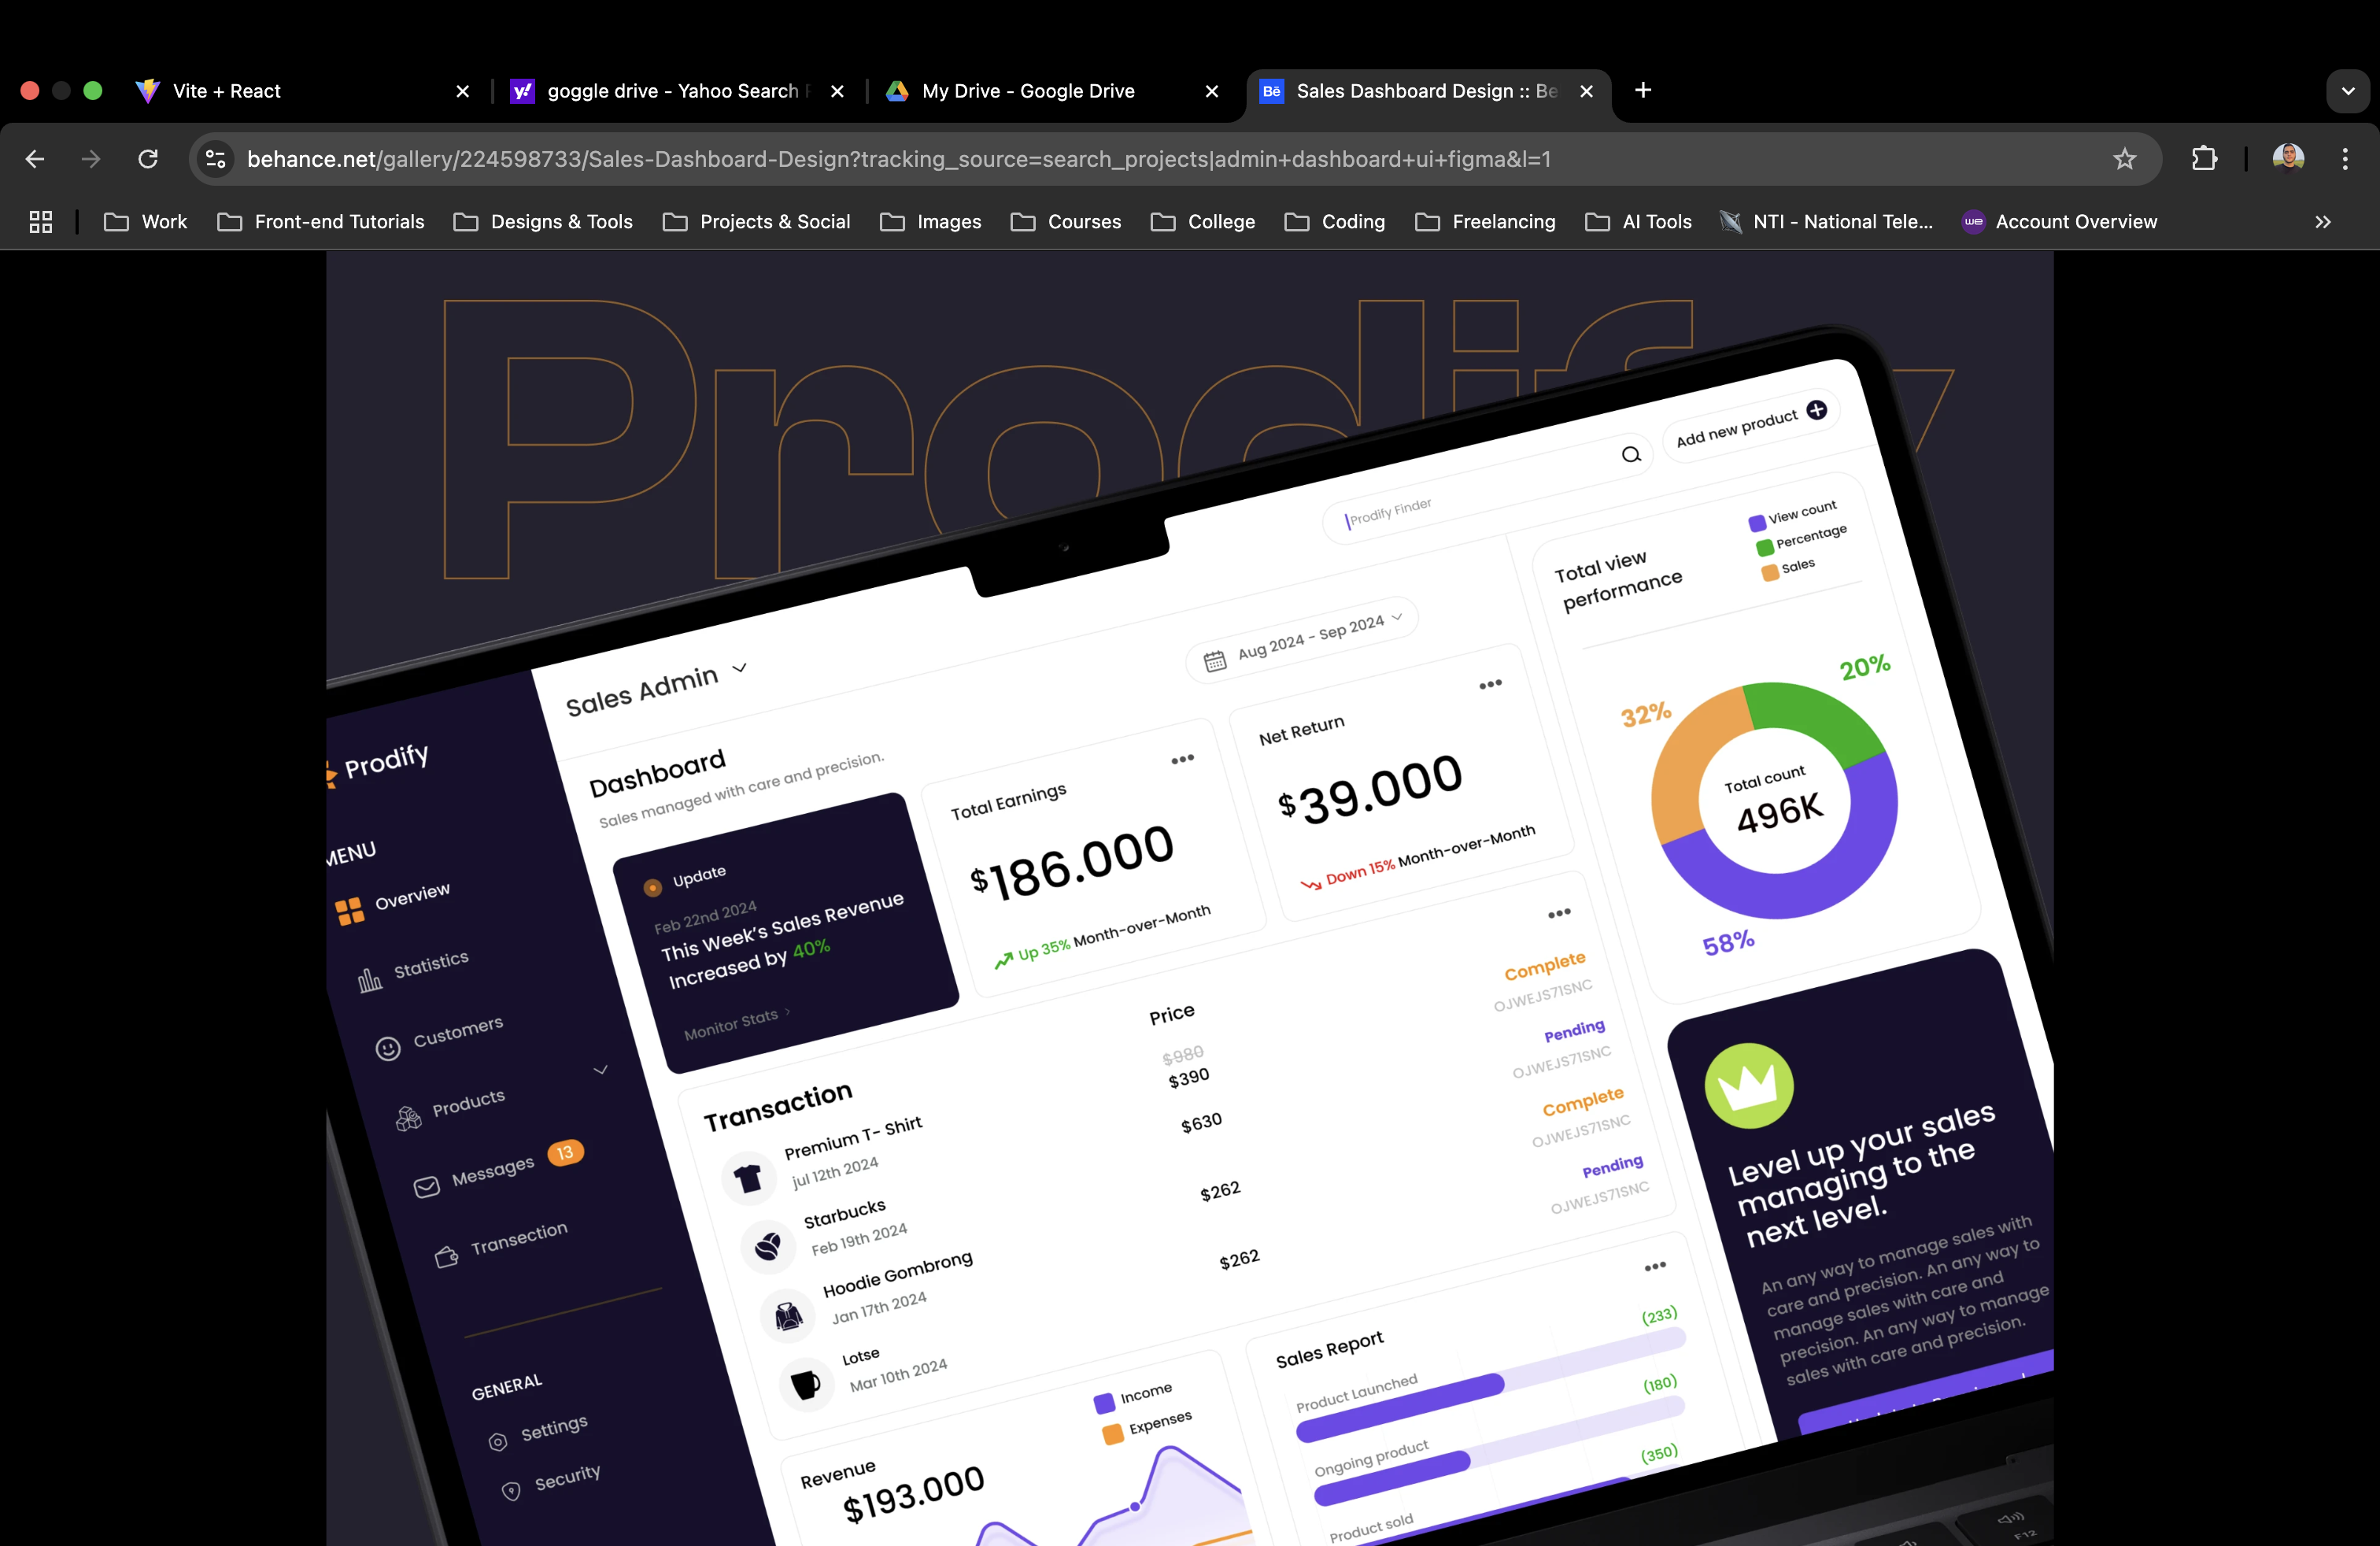 Vite + React
goggle drive - Yahoo Search
My Drive - Google Drive
Bē
Sales Dashboard Design :: Be
behance.net/gallery/224598733/Sales-Dashboard-Design?tracking_source=search_projects|admin+dashboard+ui+figma&l=1
Work
Front-end Tutorials
Designs & Tools
Projects & Social
Images
Courses
College
Coding
Freelancing
AI Tools
NTI - National Tele...
we
Account Overview
Prodify
Prodify Finder
Add new product
Sales Admin
Aug 2024 - Sep 2024
Prodify
MENU
Overview
Statistics
Customers
Products
Messages
13
Transection
GENERAL
Settings
Security
Dashboard
Sales managed with care and precision.
Update
Feb 22nd 2024
This Week's Sales Revenue
Increased by 40%
Monitor Stats
Total Earnings
$186.000
Up 35% Month-over-Month
Net Return
$39.000
Down 15% Month-over-Month
Total view
performance
View count
Percentage
Sales
20%
32%
58%
Total count
496K
Transaction
Price
Premium T- Shirt
jul 12th 2024
$980
$390
Complete
OJWEJS71SNC
Starbucks
Feb 19th 2024
$630
Pending
OJWEJS71SNC
Hoodie Gombrong
Jan 17th 2024
$262
Complete
OJWEJS71SNC
Lotse
Mar 10th 2024
$262
Pending
OJWEJS71SNC
Level up your sales
managing to the
next level.
An any way to manage sales with
care and precision. An any way to
manage sales with care and
precision. An any way to manage
sales with care and precision.
Revenue
$193.000
Income
Expenses
Sales Report
Product Launched
(233)
Ongoing product
(180)
Product sold
(350)
F12